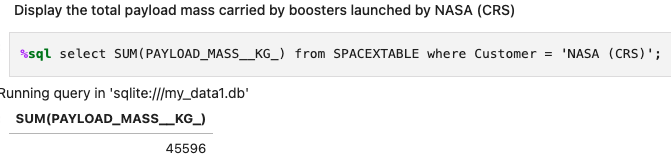 Display the total payload mass carried by boosters launched by NASA (CRS)
%sql select SUM(PAYLOAD_MASS__KG_) from SPACEXTABLE where Customer = 'NASA (CRS)';
Running query in 'sqlite:///my_data1.db'
SUM(PAYLOAD_MASS__KG_)
45596